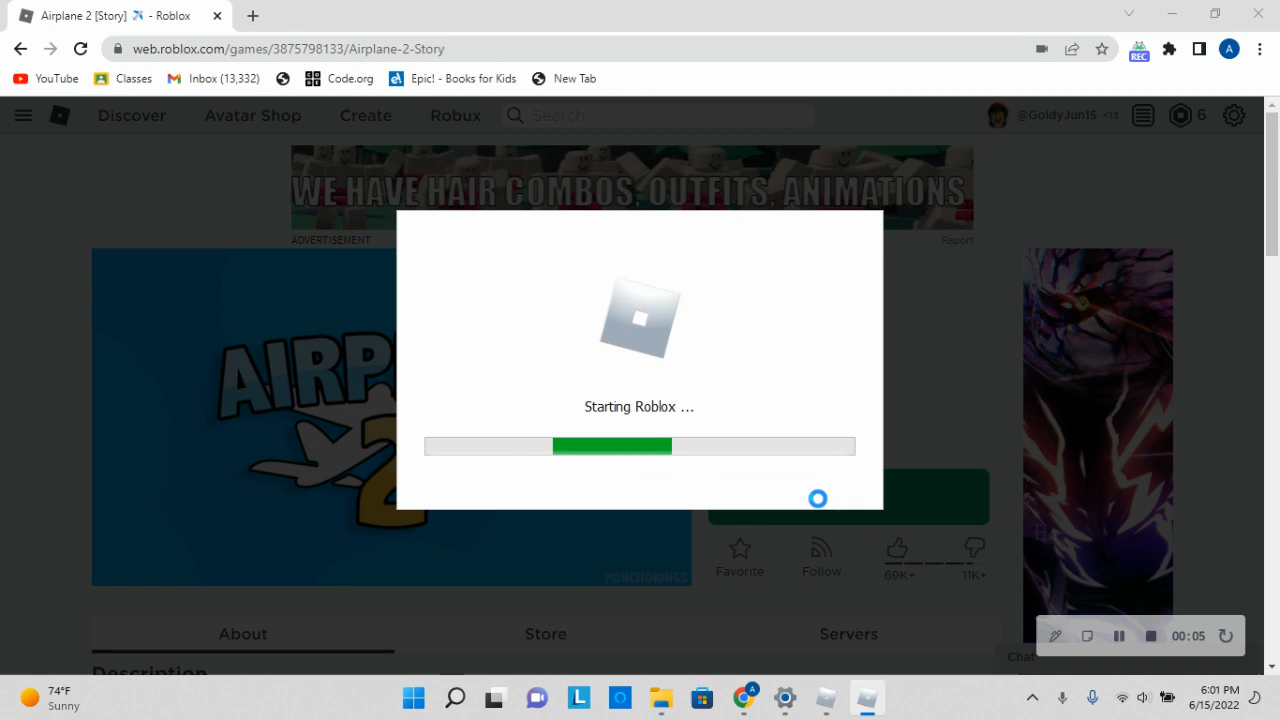 Airplane 2 [Story] ✈️ - Roblox
web.roblox.com/games/3875798133/Airplane-2-Story
REC
A
YouTube
Classes
Inbox (13,332)
Code.org
Epic! - Books for Kids
New Tab
Discover
Avatar Shop
Create
Robux
Search
@GoldyJun15 <13
6
WE HAVE HAIR COMBOS, OUTFITS, ANIMATIONS
ADVERTISEMENT
Report
AIRP
2
PONCHOKINGS
Starting Roblox ...
Favorite
Follow
69K+
11K+
About
Store
Servers
Description
Chat
00:05
74°F
Sunny
L
A
6:01 PM
6/15/2022